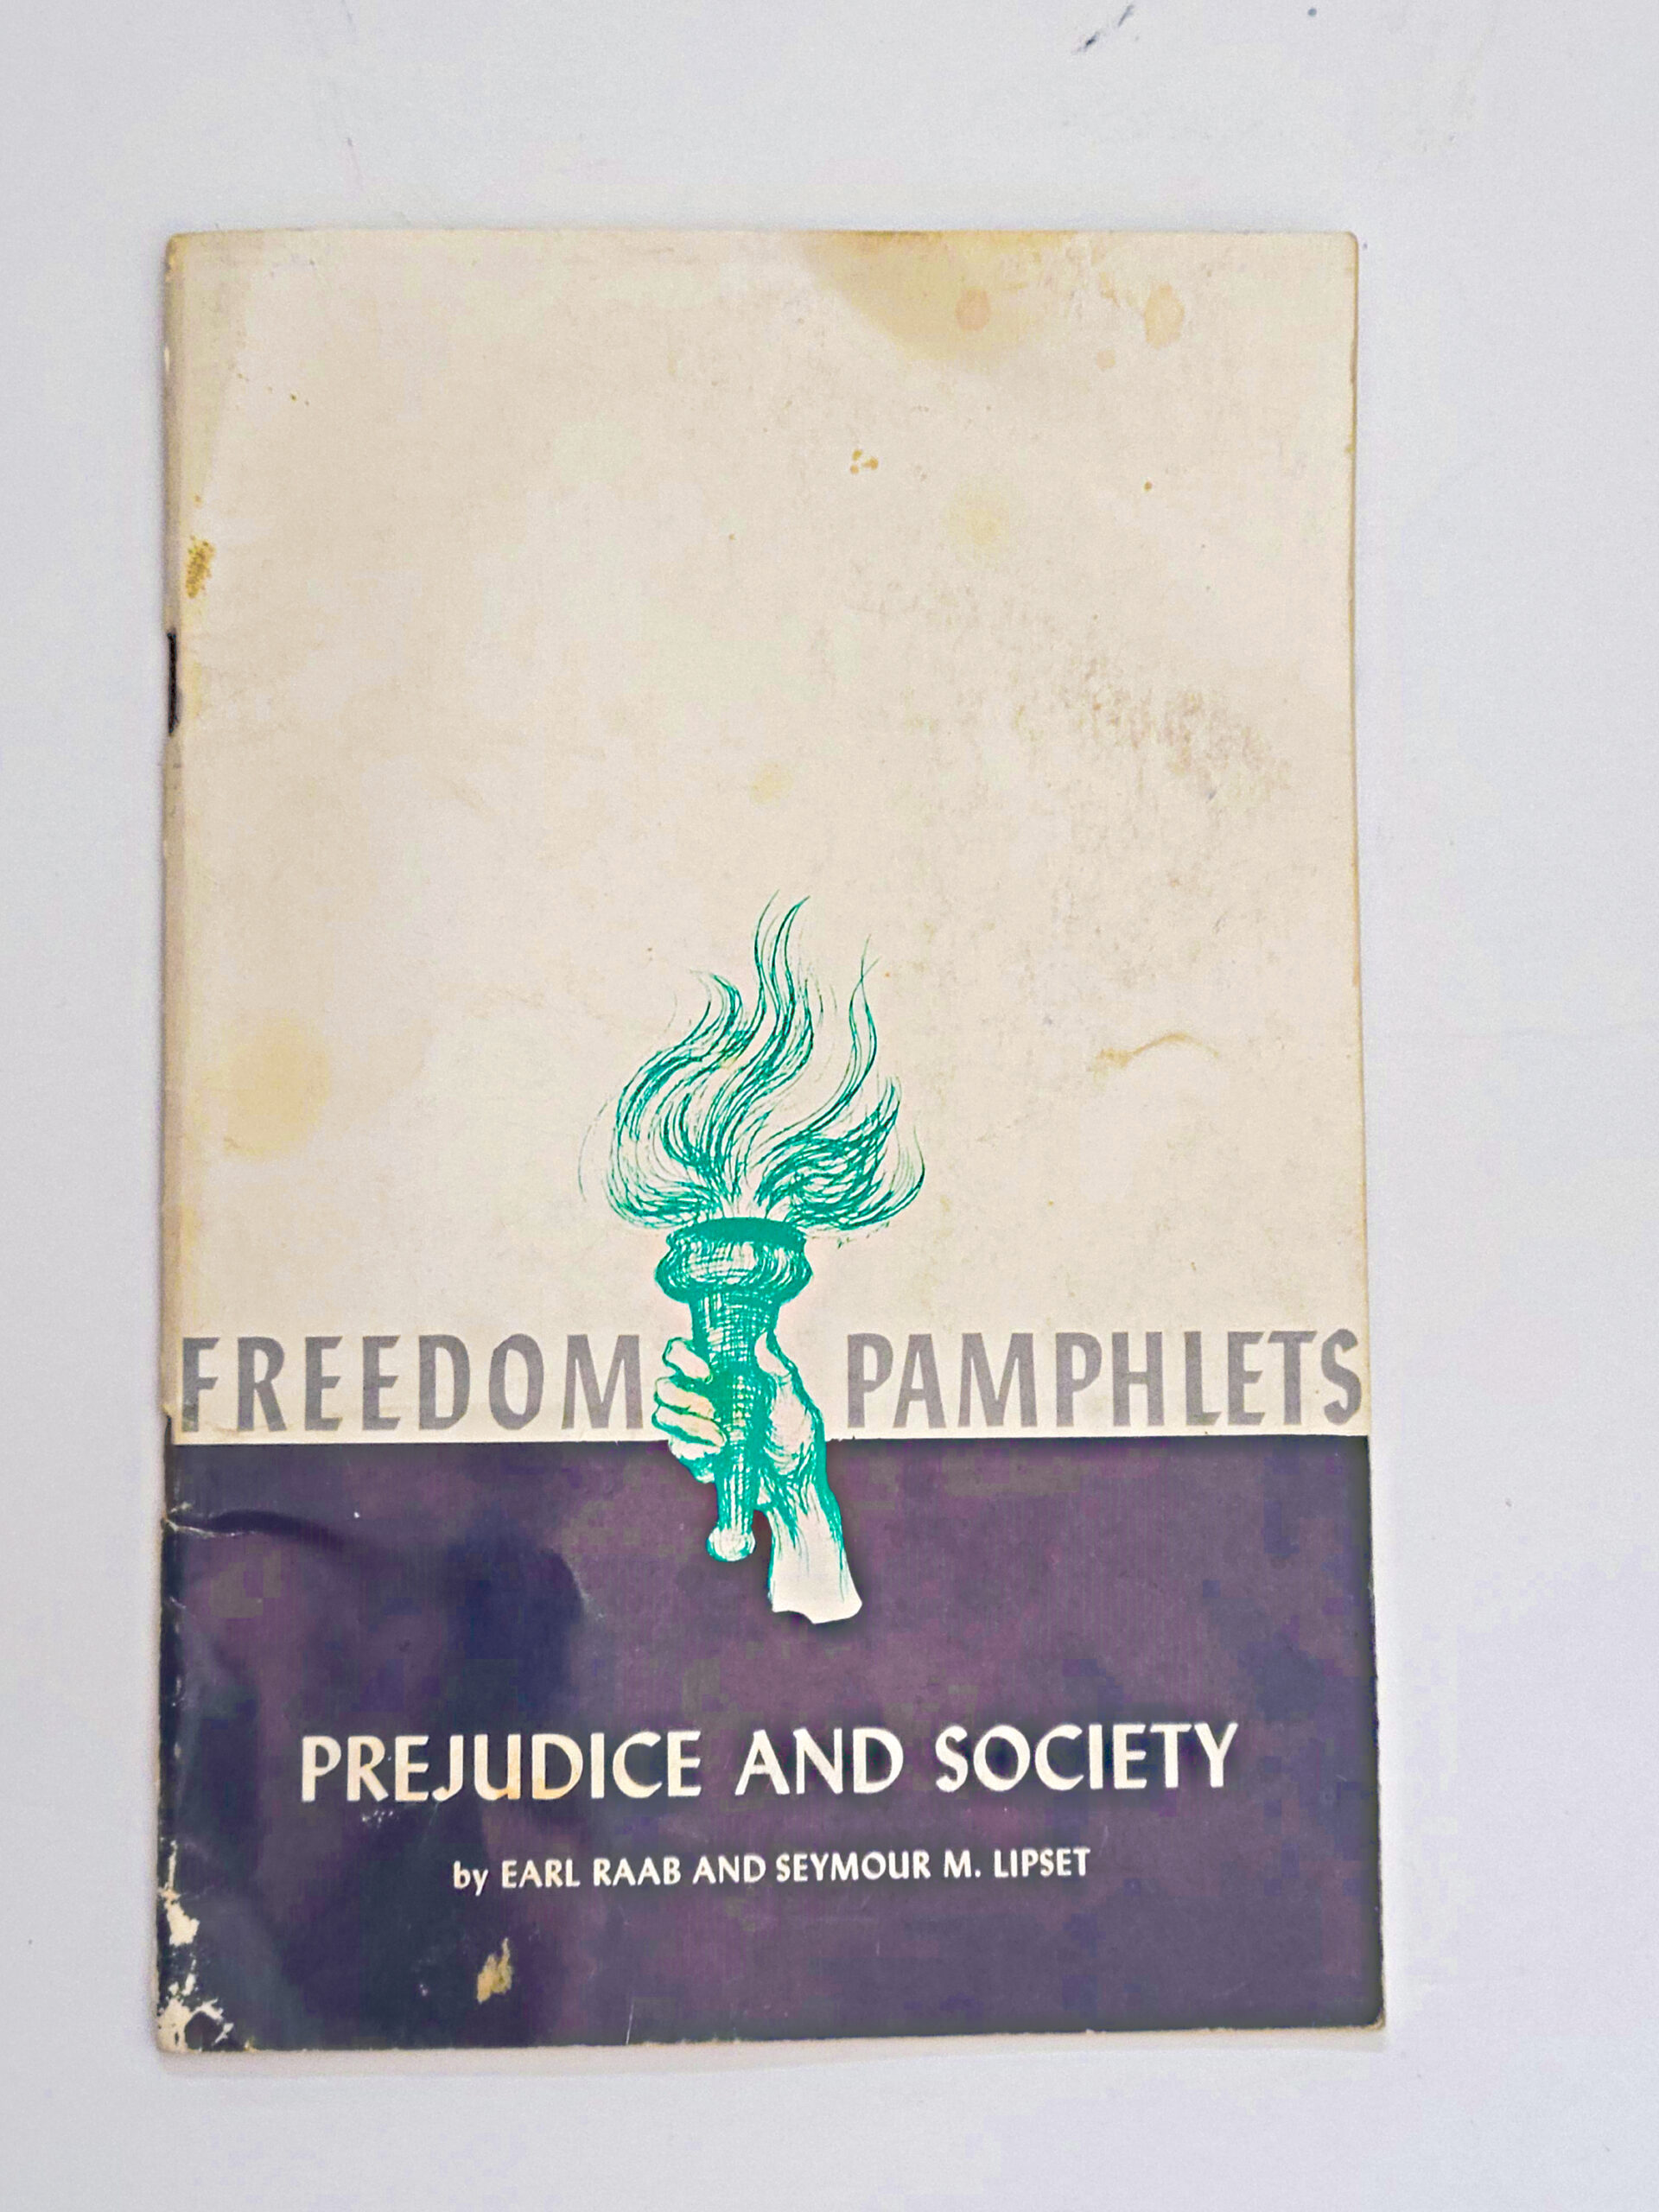 FREEDOM PAMPHLETS
PREJUDICE AND SOCIETY
by EARL RAAB AND SEYMOUR M. LIPSET